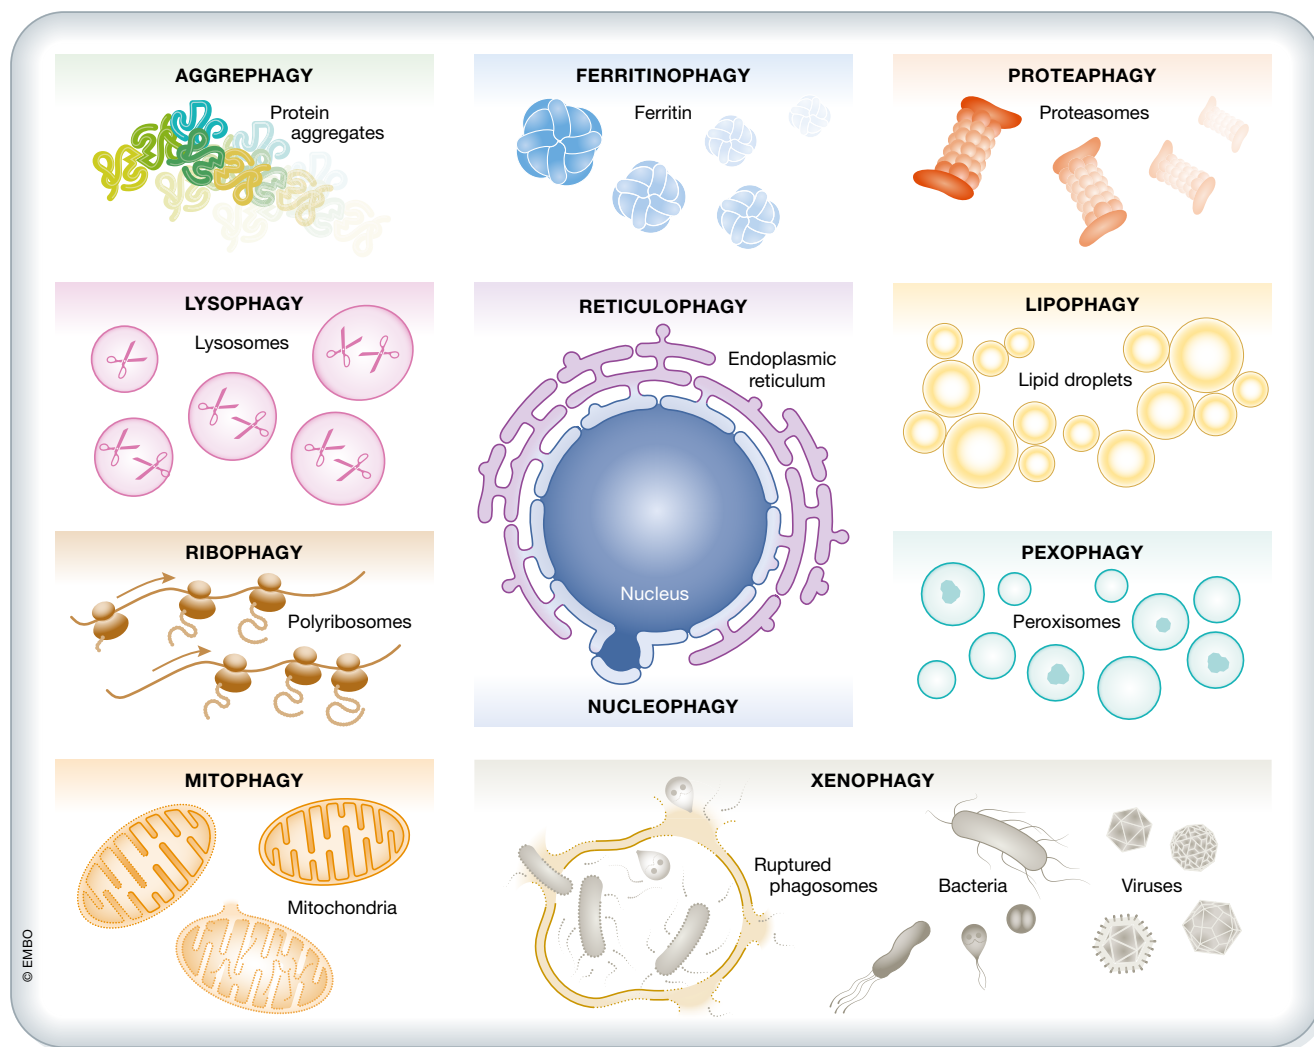 AGGREPHAGY
Protein
aggregates
FERRITINOPHAGY
Ferritin
PROTEAPHAGY
Proteasomes
LYSOPHAGY
Lysosomes
RETICULOPHAGY
Endoplasmic
reticulum
Nucleus
NUCLEOPHAGY
LIPOPHAGY
Lipid droplets
RIBOPHAGY
Polyribosomes
PEXOPHAGY
Peroxisomes
MITOPHAGY
Mitochondria
XENOPHAGY
Ruptured
phagosomes
Bacteria
Viruses
© EMBO